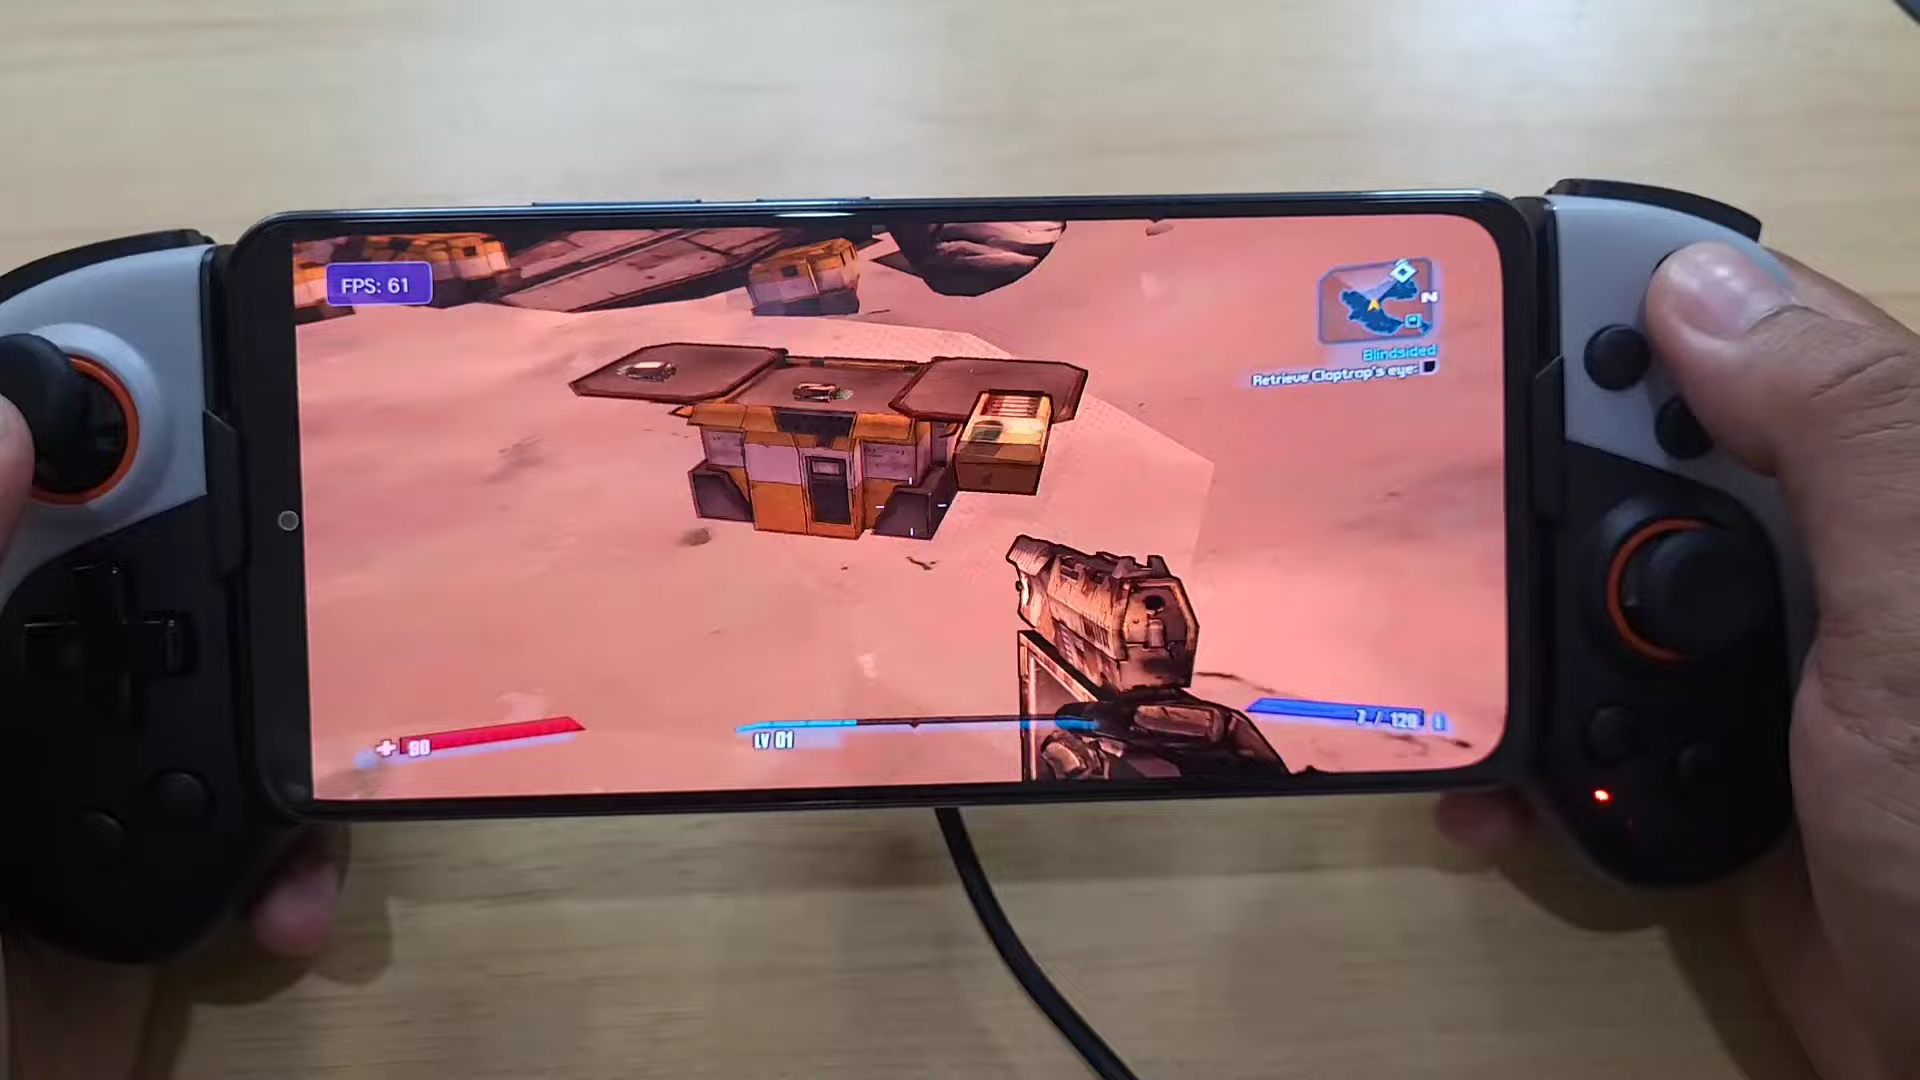 FPS: 61
N
Blindsided
Retrieve Claptrap's eye:
90
LV 01
7 / 120